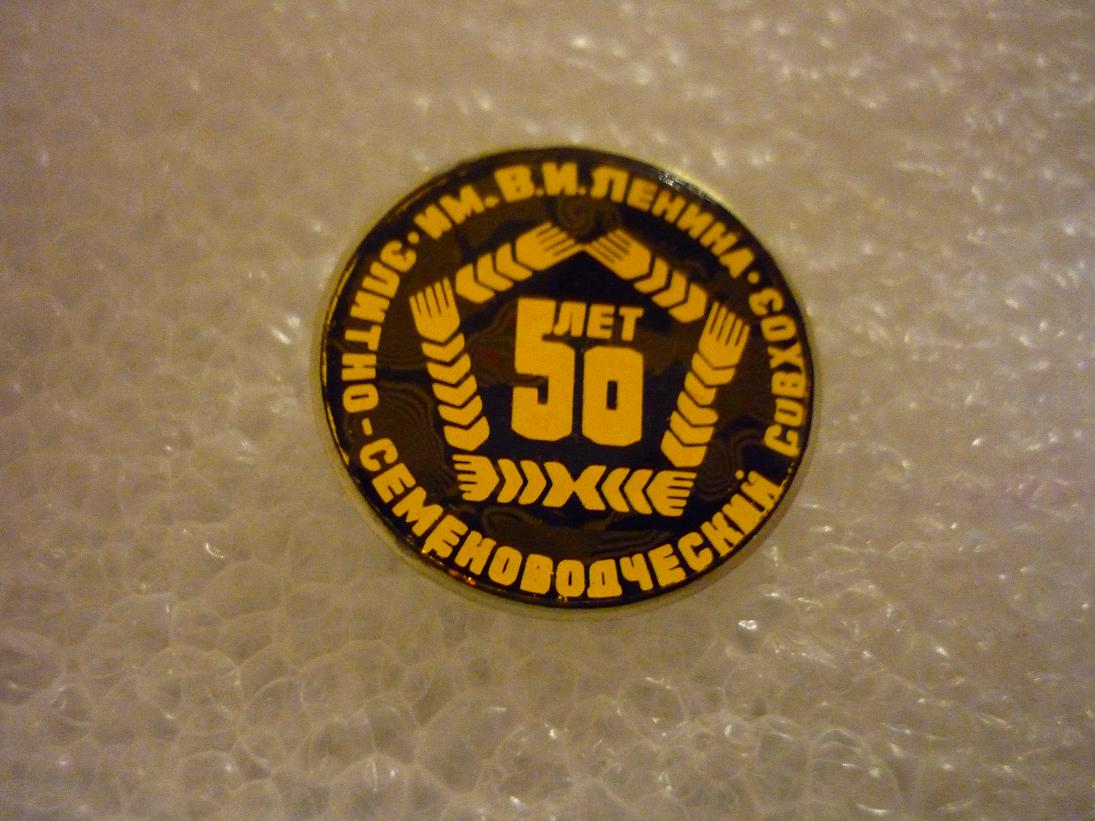 ЭЛИТНО-СЕМЕНОВОДЧЕСКИЙ СОВХОЗ · ИМ. В.И. ЛЕНИНА ·
50 ЛЕТ